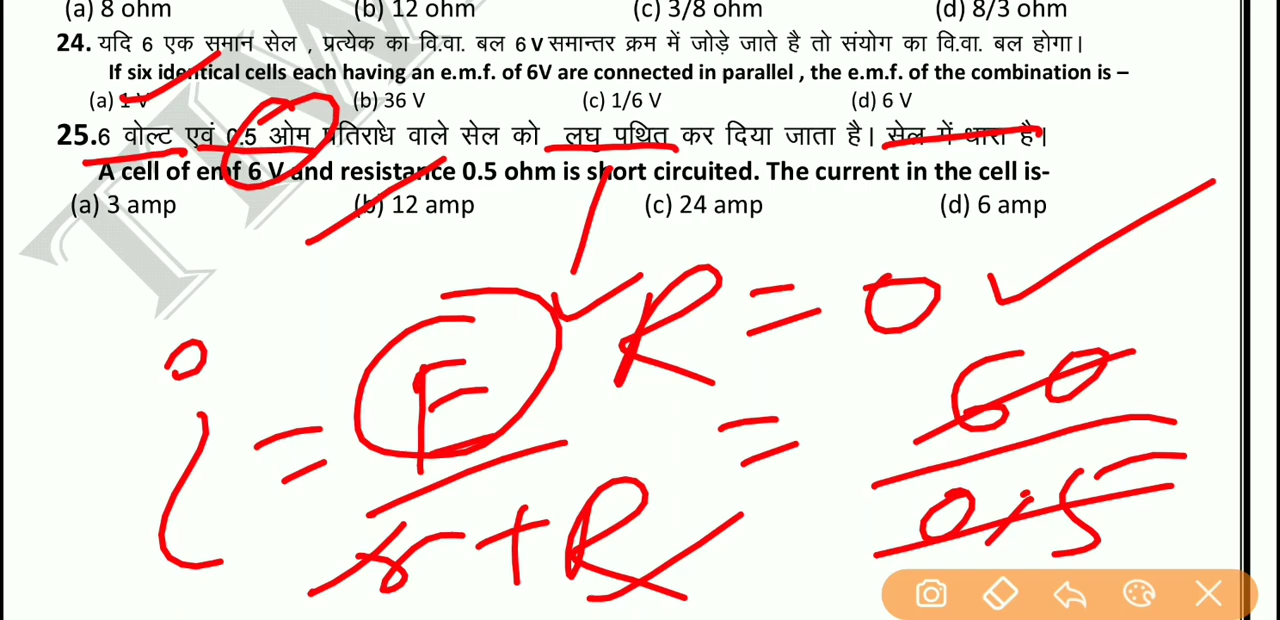 (a) 8 ohm (b) 12 ohm (c) 3/8 ohm (d) 8/3 ohm
24. यदि 6 एक समान सेल , प्रत्येक का वि.वा. बल 6 V समान्तर क्रम में जोड़े जाते है तो संयोग का वि.वा. बल होगा |
If six identical cells each having an e.m.f. of 6V are connected in parallel , the e.m.f. of the combination is –
(a) 1 V (b) 36 V (c) 1/6 V (d) 6 V
25.6 वोल्ट एवं 0.5 ओम प्रतिराधे वाले सेल को लघु पथित कर दिया जाता है | सेल में धारा है |
A cell of emf 6 V and resistance 0.5 ohm is short circuited. The current in the cell is-
(a) 3 amp (b) 12 amp (c) 24 amp (d) 6 amp
R = 0
i = E / r + R = 60 / 0.5